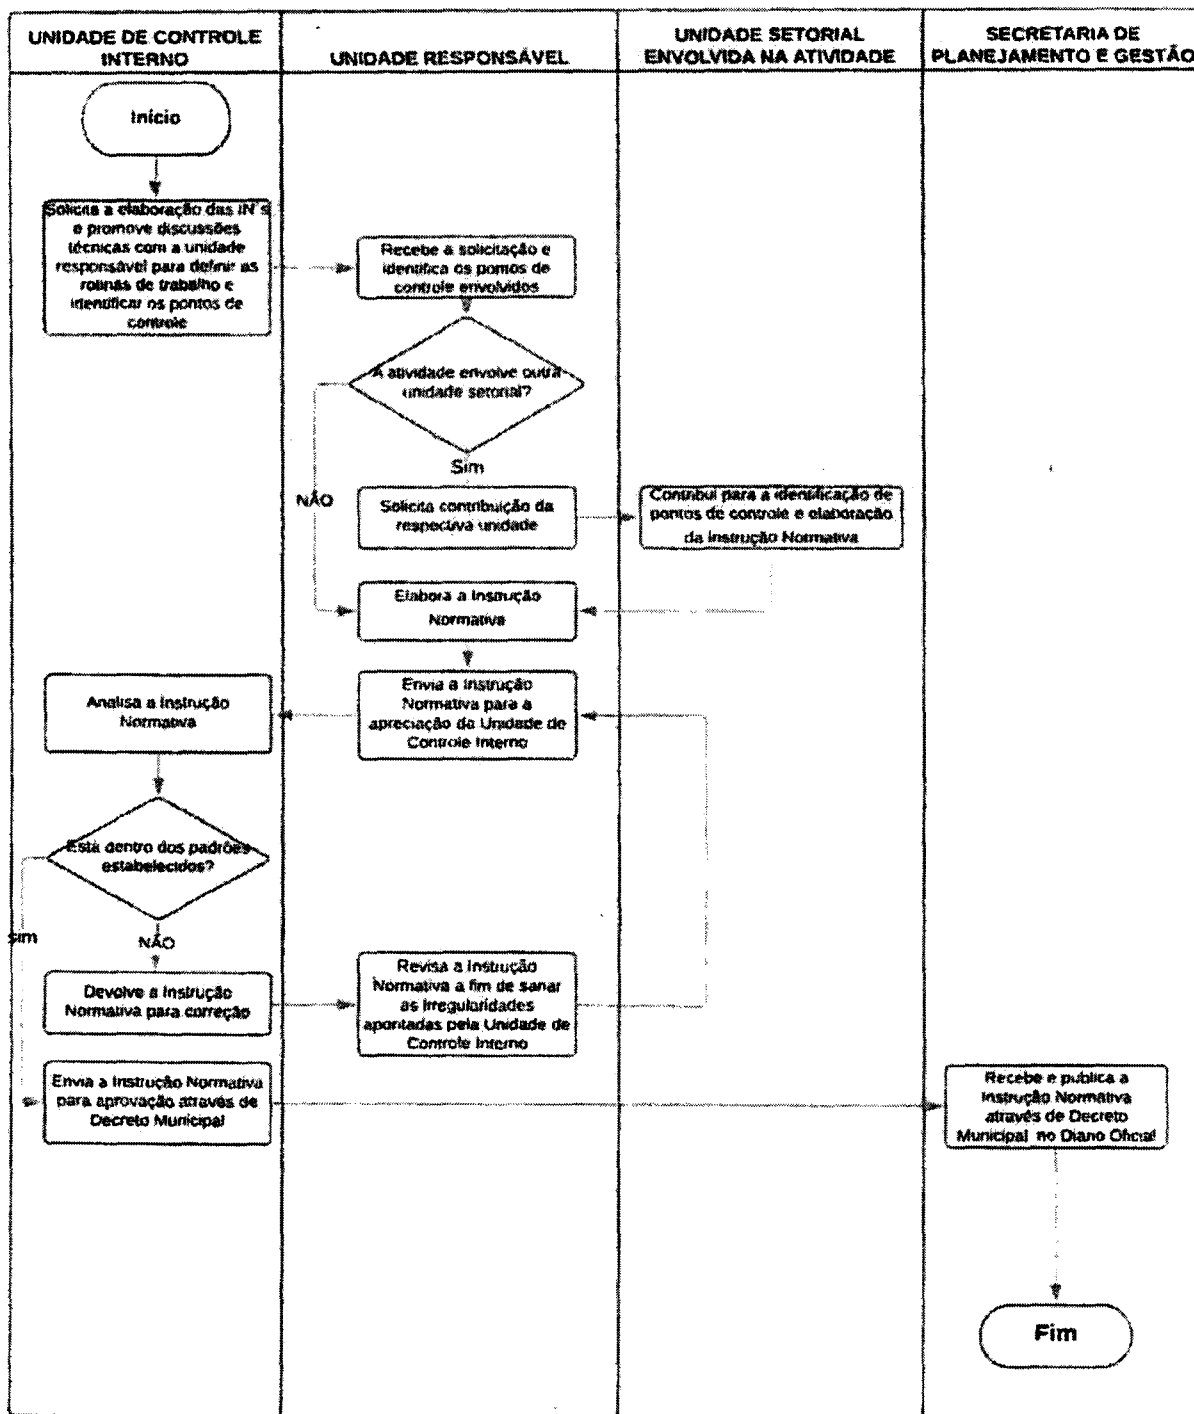 UNIDADE DE CONTROLE
INTERNO
UNIDADE RESPONSÁVEL
UNIDADE SETORIAL
ENVOLVIDA NA ATIVIDADE
SECRETARIA DE
PLANEJAMENTO E GESTÃO
Início
Solicita a elaboração das IN's
e promove discussões
técnicas com a unidade
responsável para definir as
rotinas de trabalho e
identificar os pontos de
controle
Recebe a solicitação e
identifica os pontos de
controle envolvidos
A atividade envolve outra
unidade setorial?
Sim
NÃO
Solicita contribuição da
respectiva unidade
Contribui para a identificação de
pontos de controle e elaboração
da Instrução Normativa
Elabora a Instrução
Normativa
Envia a Instrução
Normativa para a
apreciação da Unidade de
Controle Interno
Analisa a Instrução
Normativa
Está dentro dos padrões
estabelecidos?
sim
NÃO
Devolve a Instrução
Normativa para correção
Revisa a Instrução
Normativa a fim de sanar
as irregularidades
apontadas pela Unidade de
Controle Interno
Envia a Instrução Normativa
para aprovação através de
Decreto Municipal
Recebe e publica a
Instrução Normativa
através de Decreto
Municipal no Diário Oficial
Fim